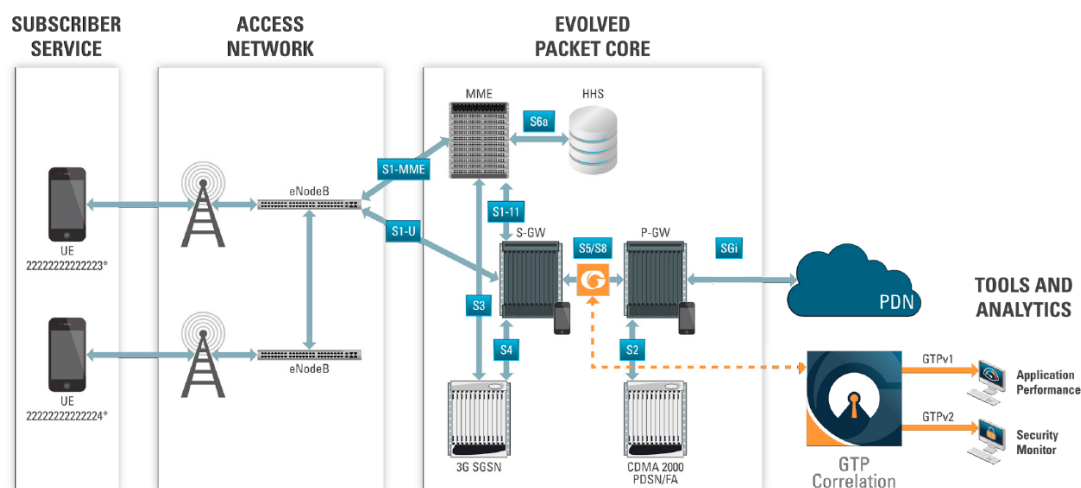 SUBSCRIBER
SERVICE
ACCESS
NETWORK
EVOLVED
PACKET CORE
MME
HHS
S6a
S1-MME
eNodeB
S1-11
S1-U
S-GW
S5/S8
P-GW
SGi
UE
22222222222223*
PDN
TOOLS AND
ANALYTICS
S3
S4
S2
eNodeB
GTPv1
Application
Performance
GTPv2
Security
Monitor
UE
22222222222224*
3G SGSN
CDMA 2000
PDSN/FA
GTP
Correlation